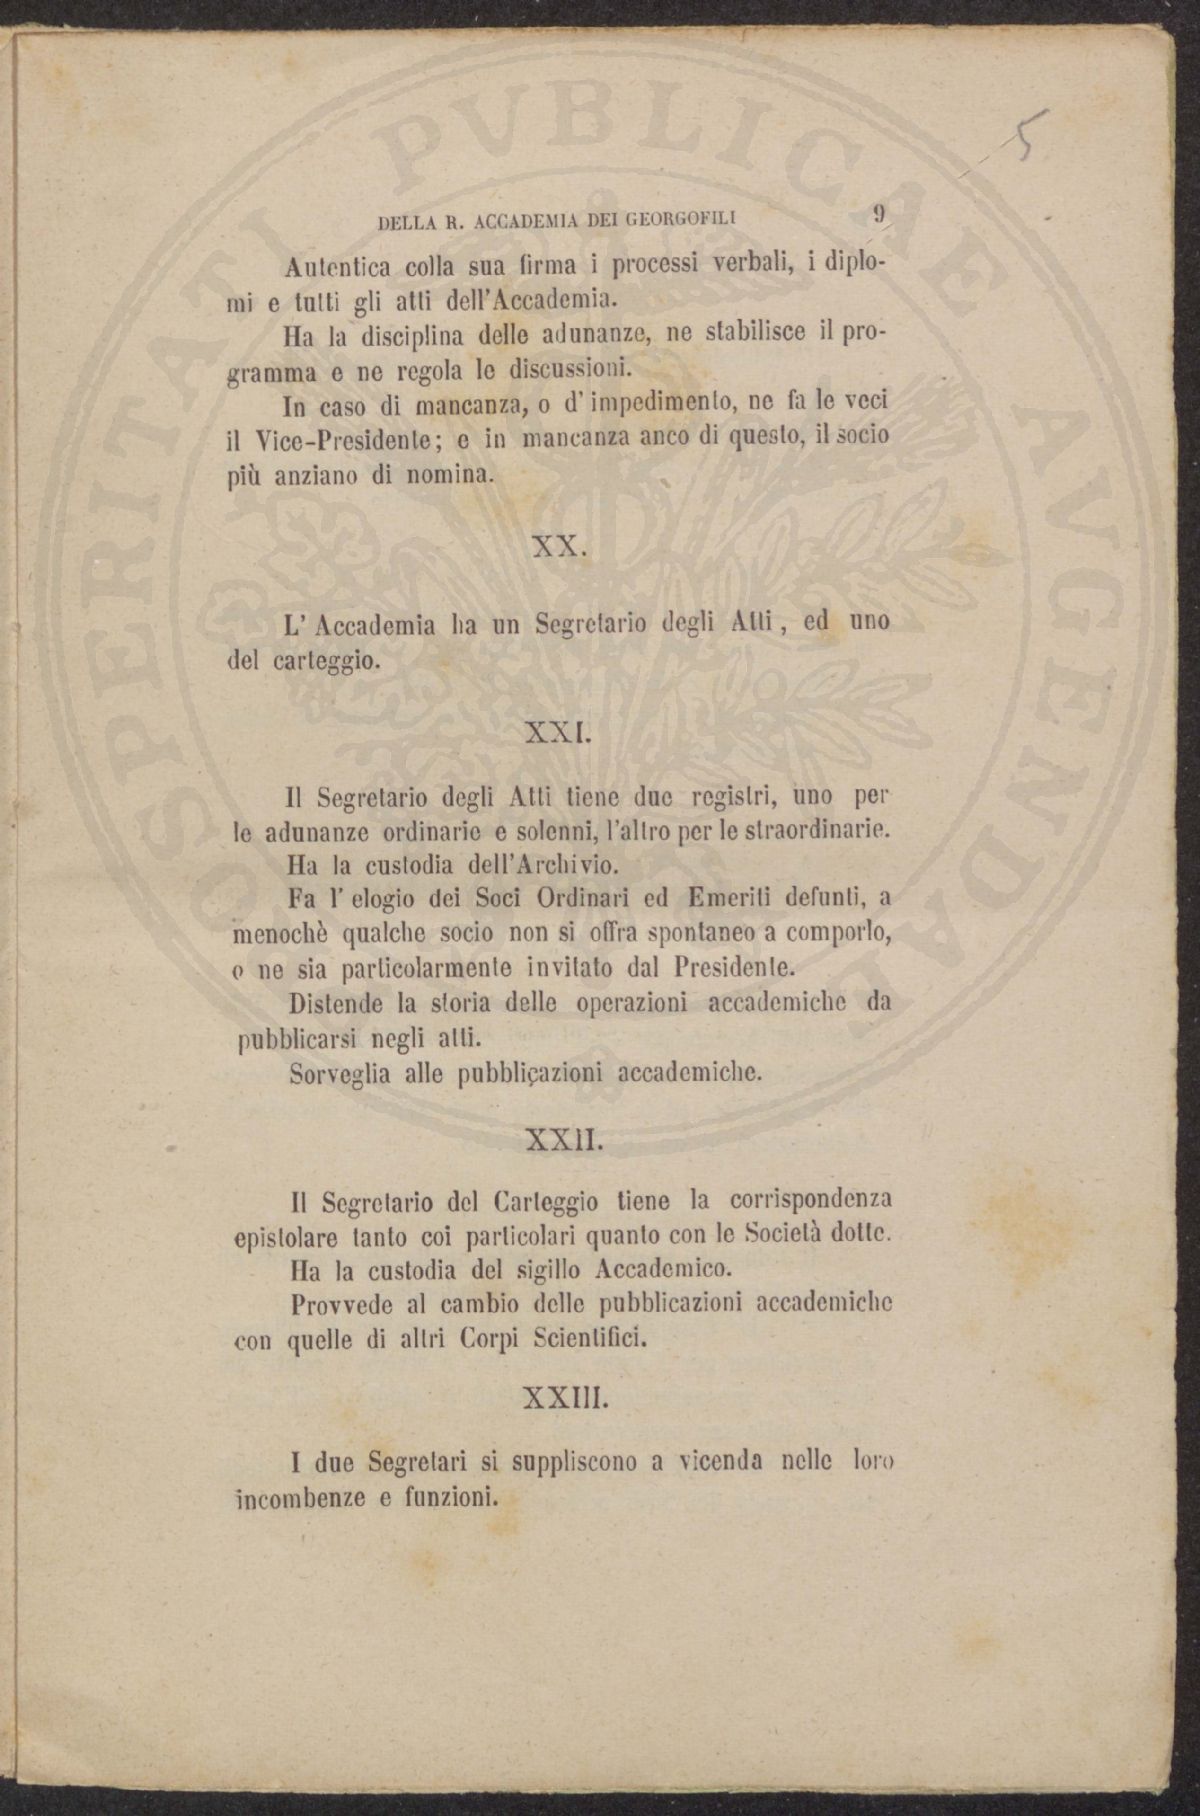 5
DELLA R. ACCADEMIA DEI GEORGOFILI 9
Autentica colla sua firma i processi verbali, i diplo-
mi e tutti gli atti dell'Accademia.
Ha la disciplina delle adunanze, ne stabilisce il pro-
gramma e ne regola le discussioni.
In caso di mancanza, o d'impedimento, ne fa le veci
il Vice-Presidente; e in mancanza anco di questo, il socio
più anziano di nomina.
XX.
L'Accademia ha un Segretario degli Atti, ed uno
del carteggio.
XXI.
Il Segretario degli Atti tiene due registri, uno per
le adunanze ordinarie e solenni, l'altro per le straordinarie.
Ha la custodia dell'Archivio.
Fa l'elogio dei Soci Ordinari ed Emeriti defunti, a
menochè qualche socio non si offra spontaneo a comporlo,
o ne sia particolarmente invitato dal Presidente.
Distende la storia delle operazioni accademiche da
pubblicarsi negli atti.
Sorveglia alle pubblicazioni accademiche.
XXII.
Il Segretario del Carteggio tiene la corrispondenza
epistolare tanto coi particolari quanto con le Società dotte.
Ha la custodia del sigillo Accademico.
Provvede al cambio delle pubblicazioni accademiche
con quelle di altri Corpi Scientifici.
XXIII.
I due Segretari si suppliscono a vicenda nelle loro
incombenze e funzioni.
PROSPERITATI PVBLICAE AVGENDAE